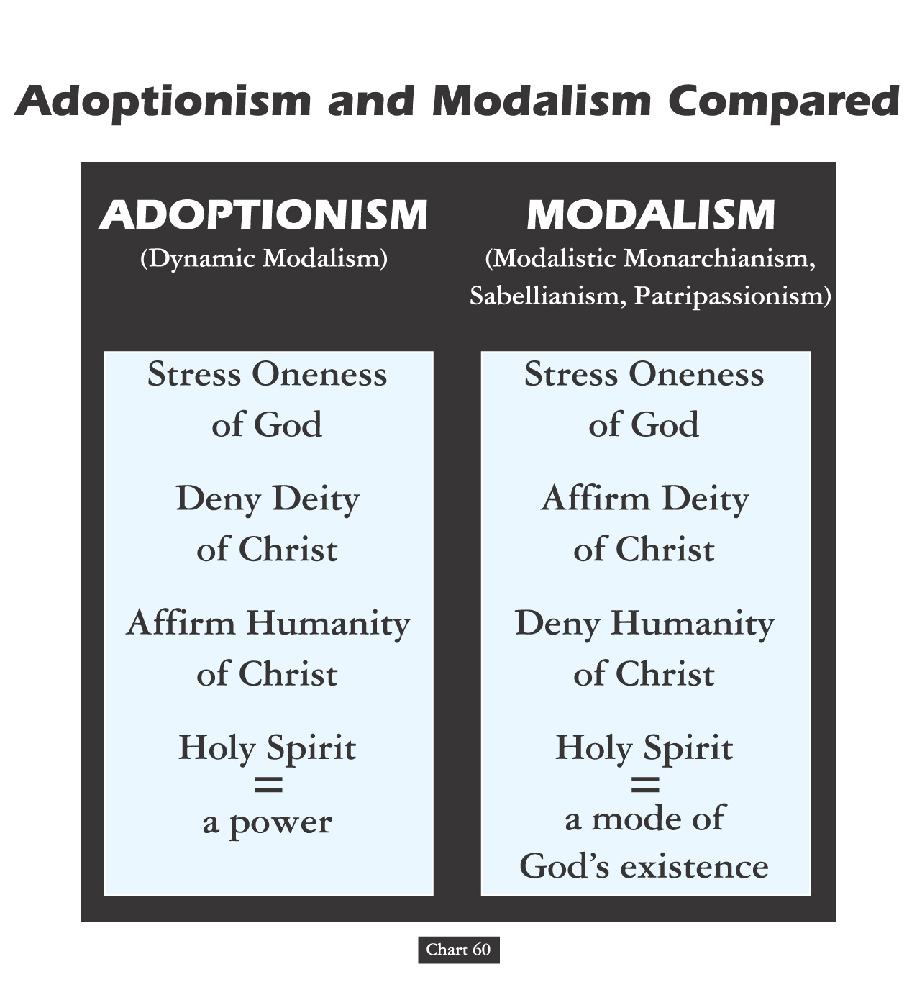 Adoptionism and Modalism Compared
ADOPTIONISM
(Dynamic Modalism)
Stress Oneness
of God
Deny Deity
of Christ
Affirm Humanity
of Christ
Holy Spirit
=
a power
MODALISM
(Modalistic Monarchianism,
Sabellianism, Patripassionism)
Stress Oneness
of God
Affirm Deity
of Christ
Deny Humanity
of Christ
Holy Spirit
=
a mode of
God's existence
Chart 60